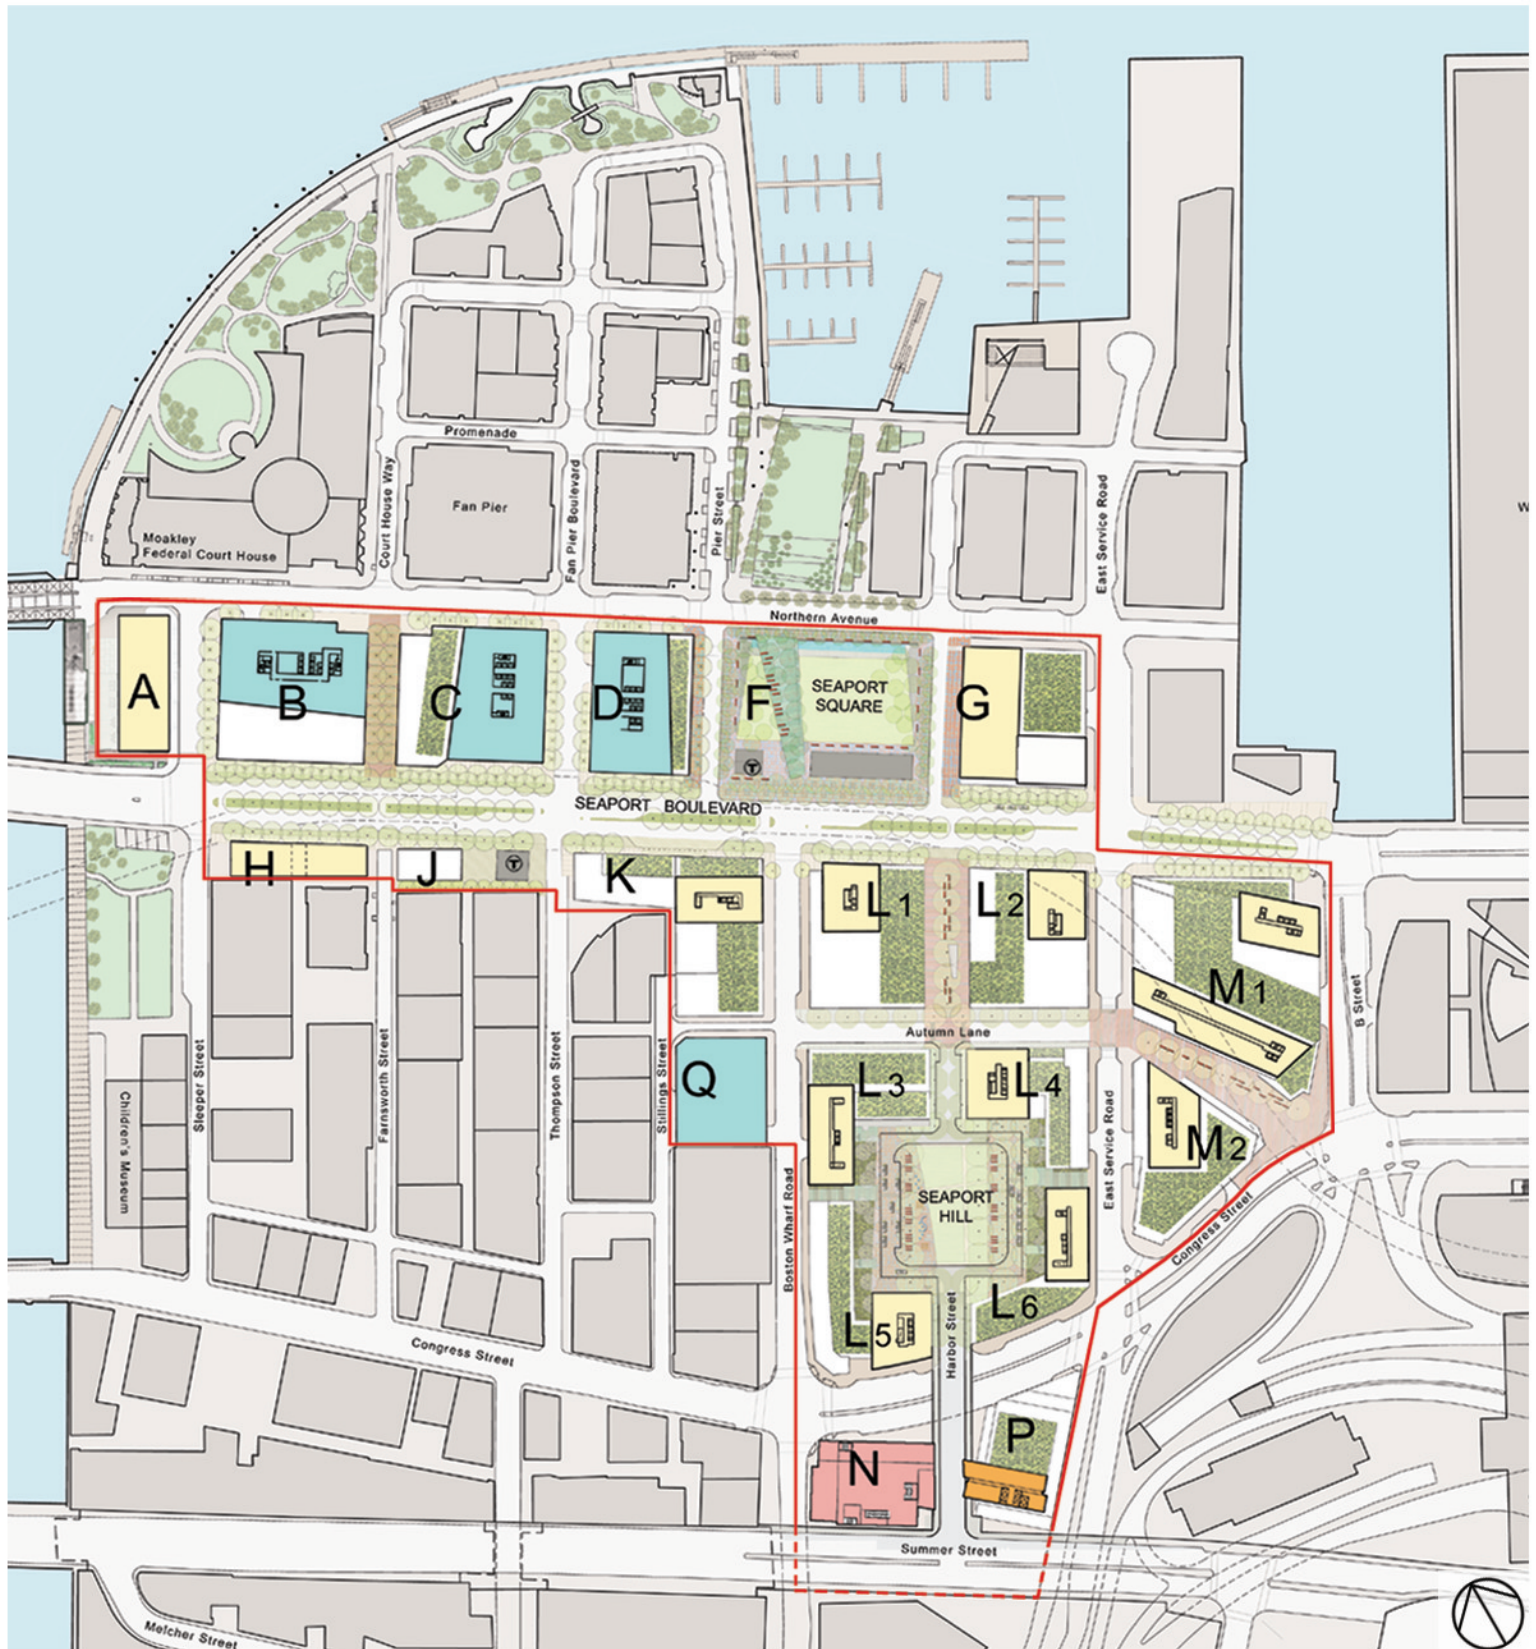 Promenade
Court House Way
Fan Pier Boulevard
Pier Street
East Service Road
Fan Pier
W
Moakley
Federal Court House
Northern Avenue
A
B
C
D
F
SEAPORT
SQUARE
G
T
SEAPORT BOULEVARD
H
J
T
K
L1
L2
M1
B Street
Autumn Lane
Sleeper Street
Farnsworth Street
Thompson Street
Stillings Street
Q
L3
L4
Children's Museum
East Service Road
M2
Boston Wharf Road
SEAPORT
HILL
Congress Street
L5
L6
Harbor Street
Congress Street
N
P
Summer Street
Melcher Street